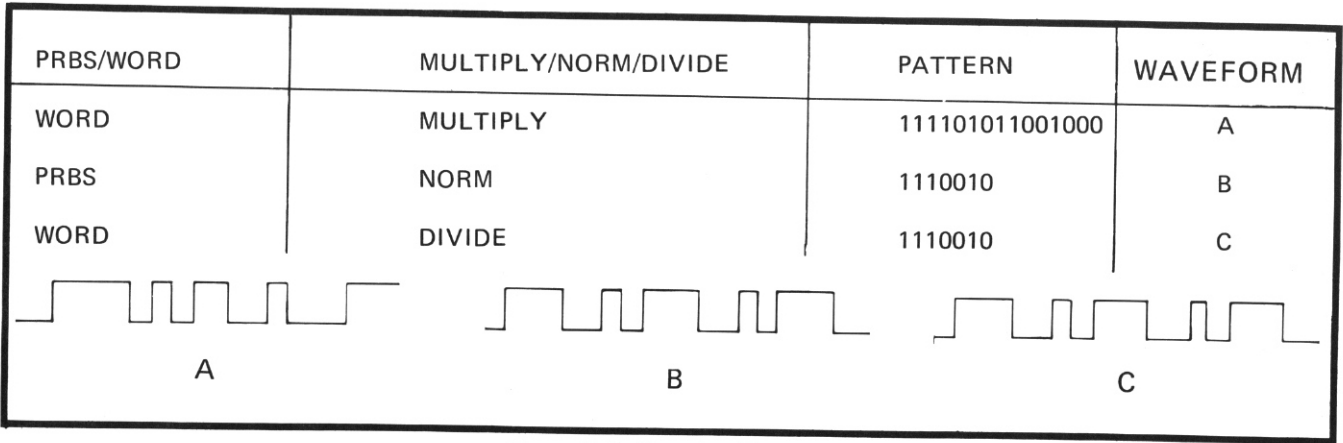 PRBS/WORD MULTIPLY/NORM/DIVIDE PATTERN WAVEFORM
WORD MULTIPLY 111101011001000 A
PRBS NORM 1110010 B
WORD DIVIDE 1110010 C
A B C